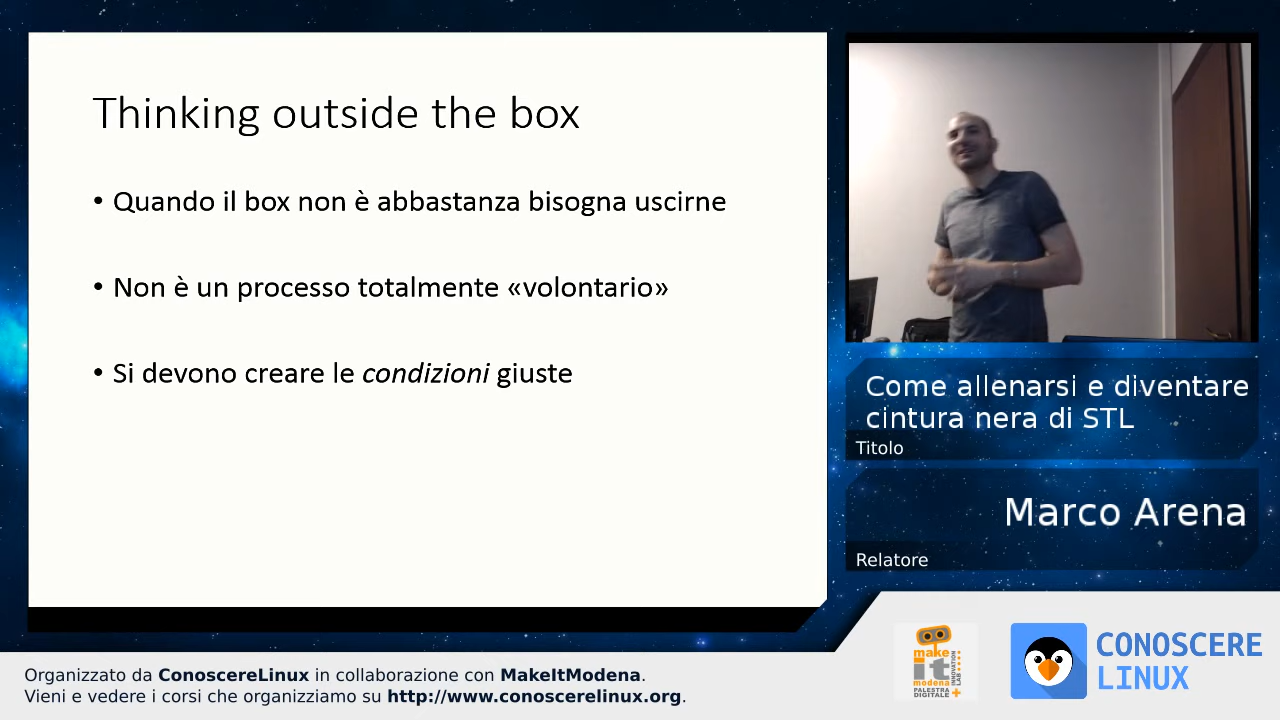 Thinking outside the box
• Quando il box non è abbastanza bisogna uscirne
• Non è un processo totalmente «volontario»
• Si devono creare le condizioni giuste
Come allenarsi e diventare
cintura nera di STL
Titolo
Marco Arena
Relatore
make
it
modena
PALESTRA
DIGITALE
INNOVATION
LAB
CONOSCERE
LINUX
Organizzato da ConoscereLinux in collaborazione con MakeItModena.
Vieni e vedere i corsi che organizziamo su http://www.conoscerelinux.org.